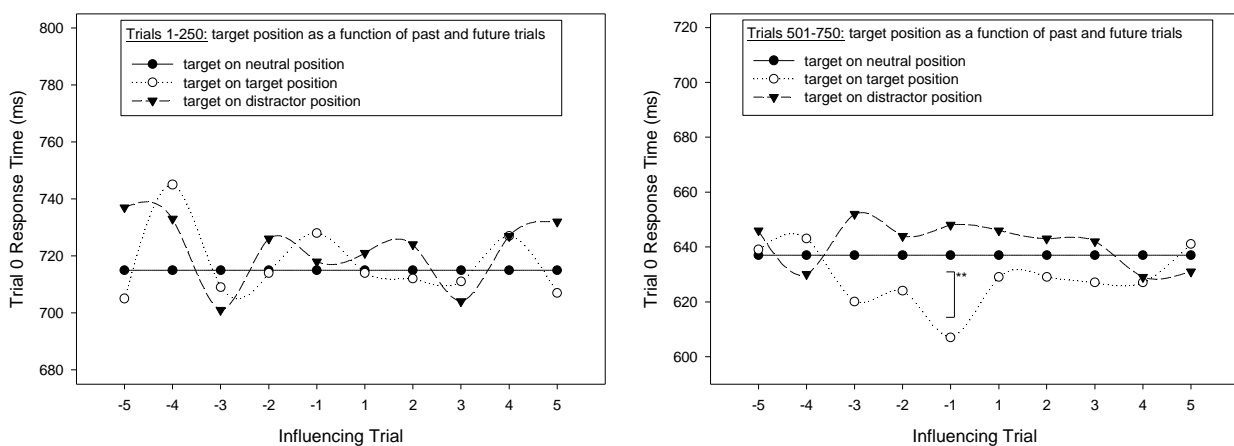 Trials 1-250: target position as a function of past and future trials
target on neutral position
target on target position
target on distractor position
Trial 0 Response Time (ms)
800
780
760
740
720
700
680
-5 -4 -3 -2 -1 1 2 3 4 5
Influencing Trial
Trials 501-750: target position as a function of past and future trials
target on neutral position
target on target position
target on distractor position
Trial 0 Response Time (ms)
720
700
680
660
640
620
600
**
-5 -4 -3 -2 -1 1 2 3 4 5
Influencing Trial